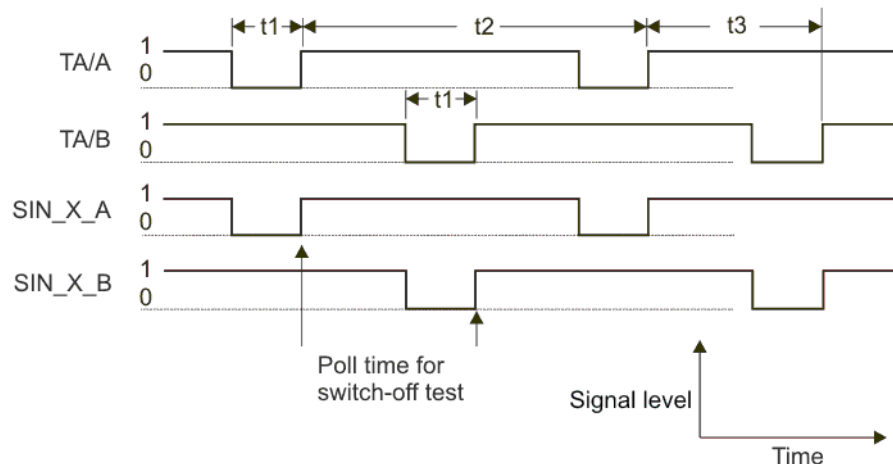 t1
t2
t3
TA/A
1
0
t1
TA/B
1
0
SIN_X_A
1
0
SIN_X_B
1
0
Poll time for
switch-off test
Signal level
Time